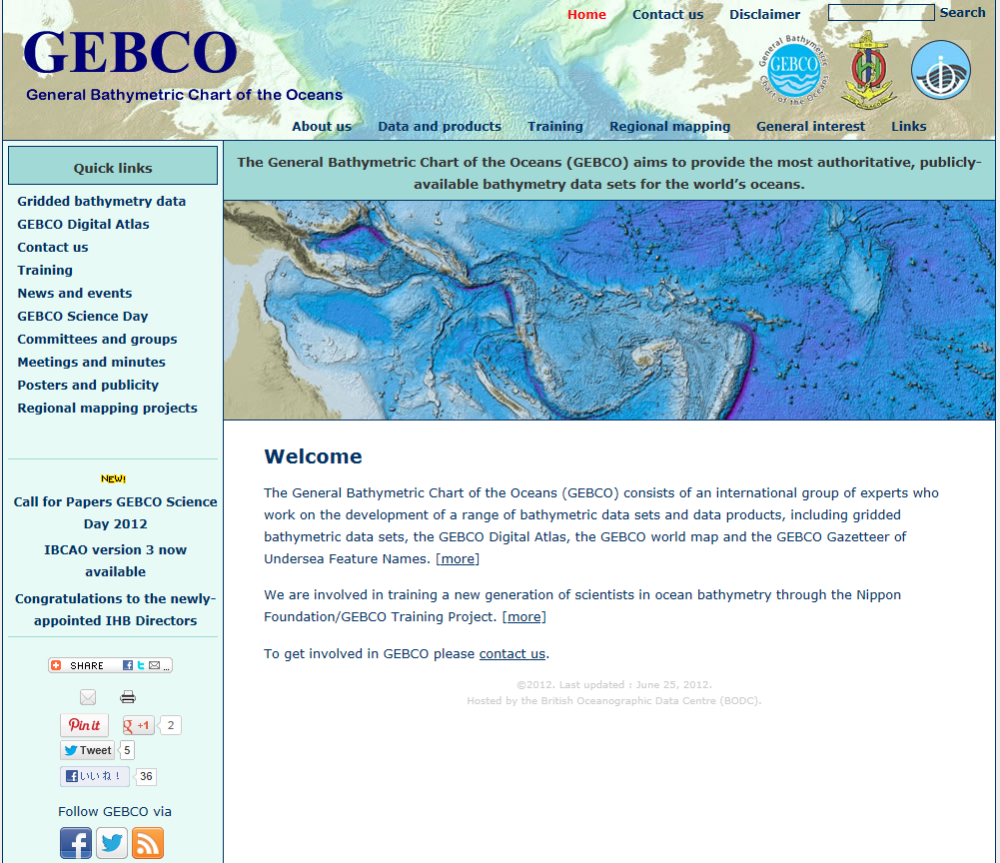 Home Contact us Disclaimer Search
GEBCO
General Bathymetric Chart of the Oceans
General Bathymetric
GEBCO
Chart of the Oceans
About us Data and products Training Regional mapping General interest Links
Quick links
Gridded bathymetry data
GEBCO Digital Atlas
Contact us
Training
News and events
GEBCO Science Day
Committees and groups
Meetings and minutes
Posters and publicity
Regional mapping projects
NEW!
Call for Papers GEBCO Science
Day 2012
IBCAO version 3 now
available
Congratulations to the newly-
appointed IHB Directors
SHARE ...
Pin it +1 2
Tweet 5
いいね！ 36
Follow GEBCO via
The General Bathymetric Chart of the Oceans (GEBCO) aims to provide the most authoritative, publicly-
available bathymetry data sets for the world’s oceans.
Welcome
The General Bathymetric Chart of the Oceans (GEBCO) consists of an international group of experts who
work on the development of a range of bathymetric data sets and data products, including gridded
bathymetric data sets, the GEBCO Digital Atlas, the GEBCO world map and the GEBCO Gazetteer of
Undersea Feature Names. [more]
We are involved in training a new generation of scientists in ocean bathymetry through the Nippon
Foundation/GEBCO Training Project. [more]
To get involved in GEBCO please contact us.
©2012. Last updated : June 25, 2012.
Hosted by the British Oceanographic Data Centre (BODC).